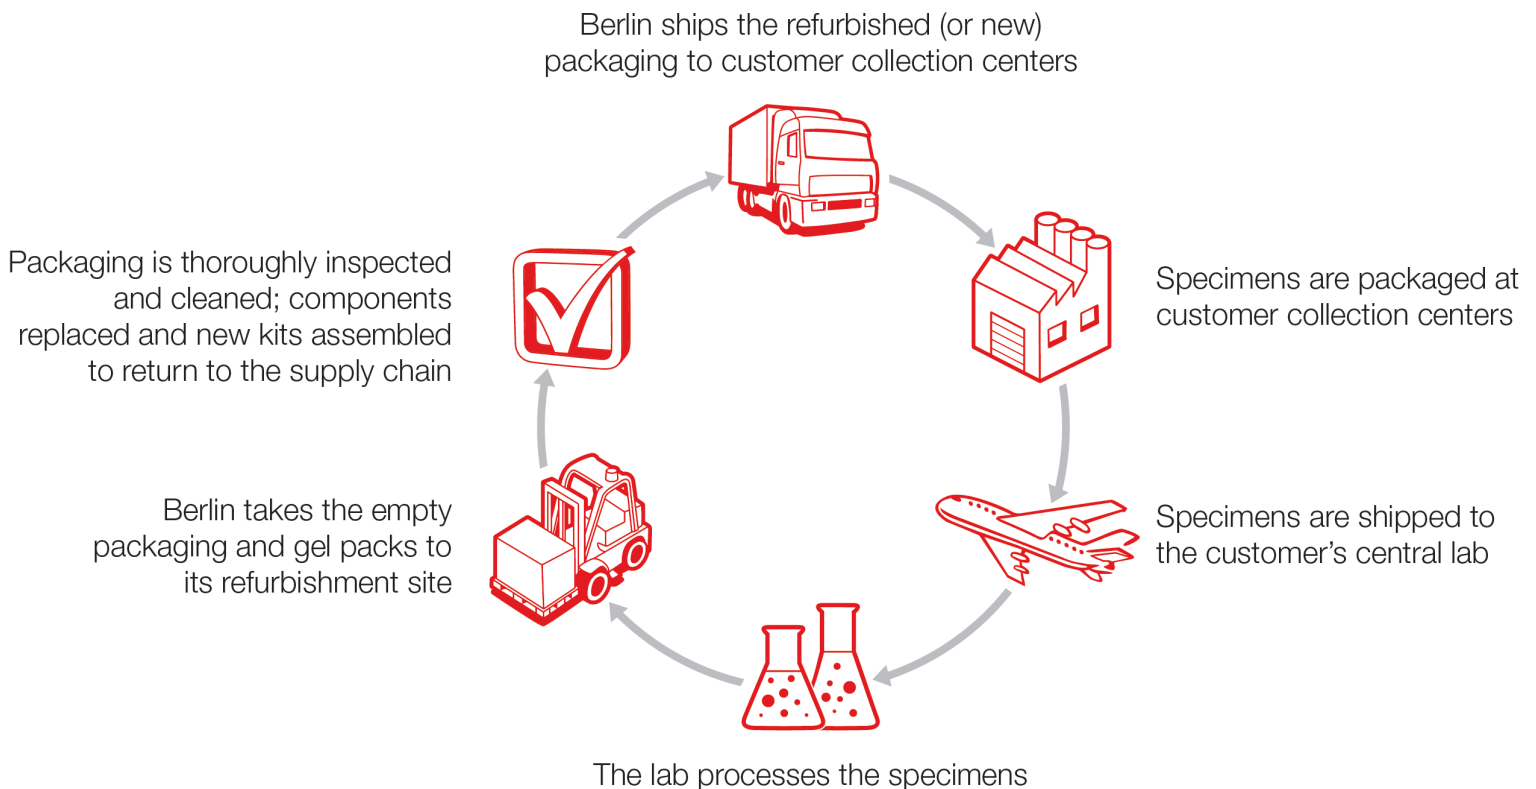 Berlin ships the refurbished (or new)
packaging to customer collection centers
Specimens are packaged at
customer collection centers
Specimens are shipped to
the customer’s central lab
The lab processes the specimens
Berlin takes the empty
packaging and gel packs to
its refurbishment site
Packaging is thoroughly inspected
and cleaned; components
replaced and new kits assembled
to return to the supply chain